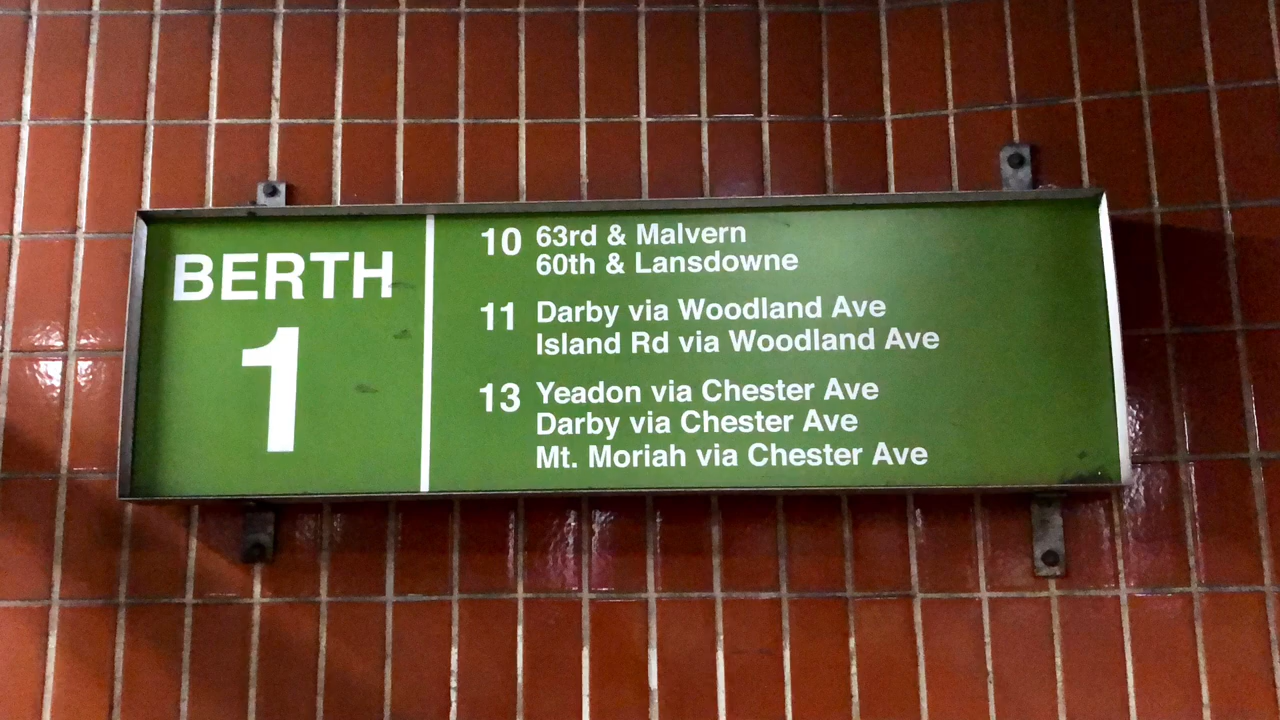 BERTH
1
10 63rd & Malvern
60th & Lansdowne
11 Darby via Woodland Ave
Island Rd via Woodland Ave
13 Yeadon via Chester Ave
Darby via Chester Ave
Mt. Moriah via Chester Ave